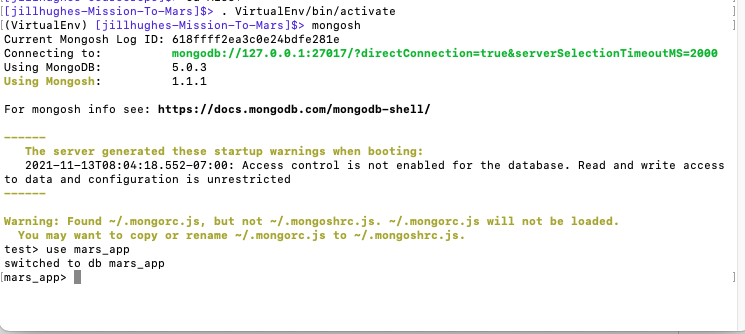 [[jillhughes-Mission-To-Mars]$> . VirtualEnv/bin/activate ]
(VirtualEnv) [jillhughes-Mission-To-Mars]$> mongosh
Current Mongosh Log ID: 618ffff2ea3c0e24bdfe281e
Connecting to: mongodb://127.0.0.1:27017/?directConnection=true&serverSelectionTimeoutMS=2000
Using MongoDB: 5.0.3
Using Mongosh: 1.1.1
For mongosh info see: https://docs.mongodb.com/mongodb-shell/
------
The server generated these startup warnings when booting:
2021-11-13T08:04:18.552-07:00: Access control is not enabled for the database. Read and write access
to data and configuration is unrestricted
------
Warning: Found ~/.mongorc.js, but not ~/.mongoshrc.js. ~/.mongorc.js will not be loaded.
You may want to copy or rename ~/.mongorc.js to ~/.mongoshrc.js.
test> use mars_app
switched to db mars_app
[mars_app> ]